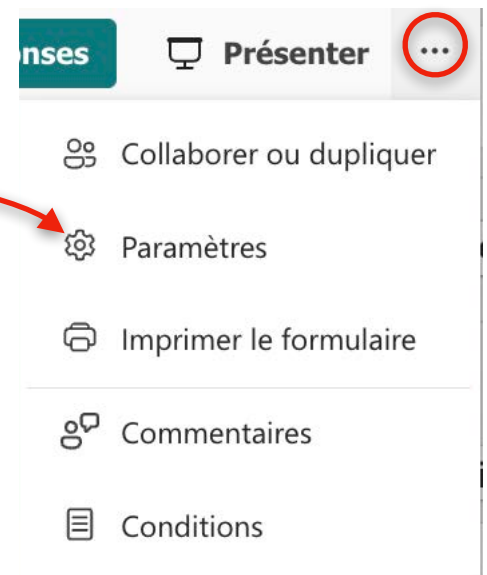 nses Présenter ...
Collaborer ou dupliquer
Paramètres
Imprimer le formulaire
Commentaires
Conditions